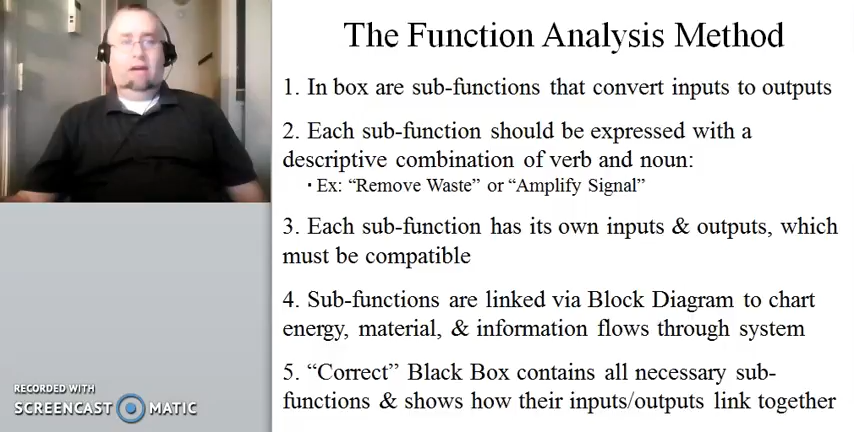 The Function Analysis Method
1. In box are sub-functions that convert inputs to outputs
2. Each sub-function should be expressed with a
descriptive combination of verb and noun:
· Ex: “Remove Waste” or “Amplify Signal”
3. Each sub-function has its own inputs & outputs, which
must be compatible
4. Sub-functions are linked via Block Diagram to chart
energy, material, & information flows through system
5. “Correct” Black Box contains all necessary sub-
functions & shows how their inputs/outputs link together
RECORDED WITH
SCREENCAST MATIC